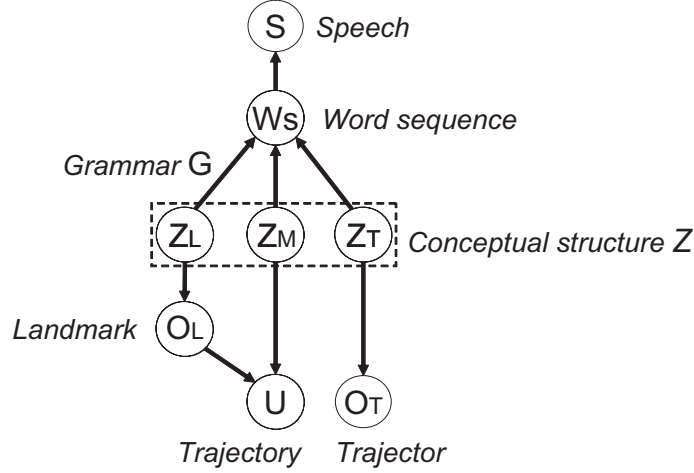 S Speech
Ws Word sequence
Grammar G
ZL ZM ZT Conceptual structure Z
Landmark OL
U OT
Trajectory Trajector